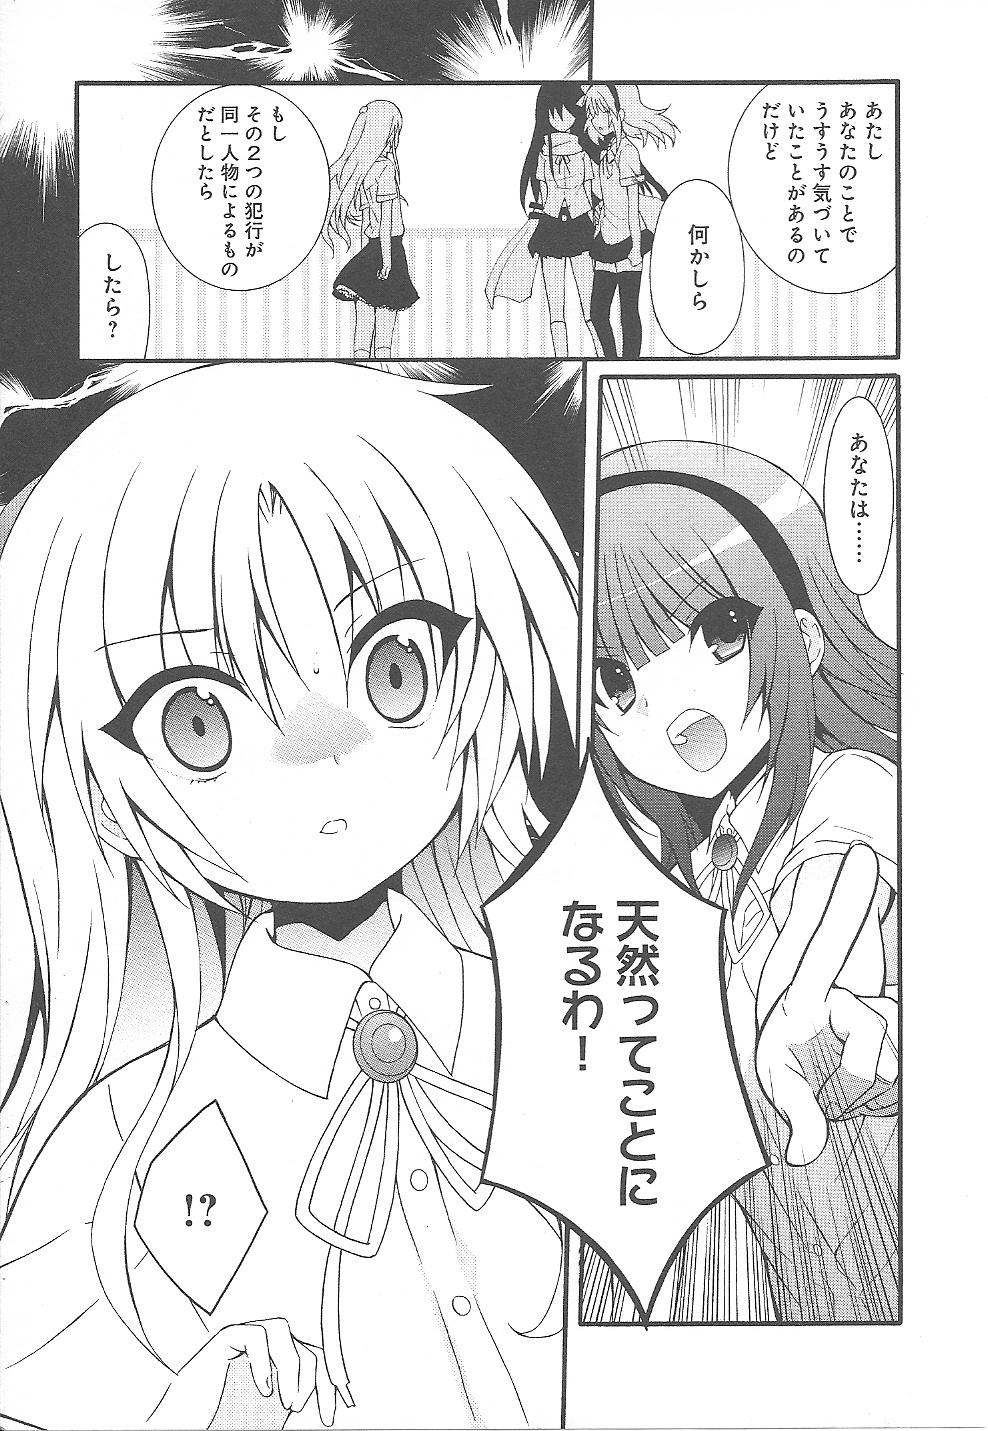 あたし
あなたのことで
うすうす気づいて
いたことがあるの
だけど
何かしら
もし
その2つの犯行が
同一人物によるもの
だとしたら
したら?
あなたは……
天然ってことに
なるわ!
!?